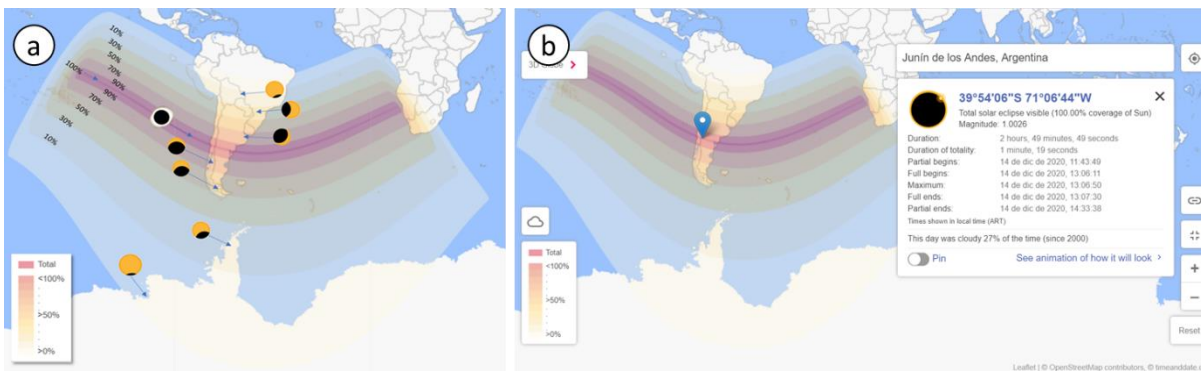 a
10%
30%
50%
70%
100%
90%
90%
70%
50%
30%
10%
Total
<100%
>50%
>0%
b
Junín de los Andes, Argentina
39°54'06"S 71°06'44"W
Total solar eclipse visible (100.00% coverage of Sun)
Magnitude: 1.0026
Duration: 2 hours, 49 minutes, 49 seconds
Duration of totality: 1 minute, 19 seconds
Partial begins: 14 de dic de 2020, 11:43:49
Full begins: 14 de dic de 2020, 13:06:11
Maximum: 14 de dic de 2020, 13:06:50
Full ends: 14 de dic de 2020, 13:07:30
Partial ends: 14 de dic de 2020, 14:33:38
Times shown in local time (ART)
This day was cloudy 27% of the time (since 2000)
Pin
See animation of how it will look
Total
<100%
>50%
>0%
Reset
Leaflet | © OpenStreetMap contributors, © timeanddate